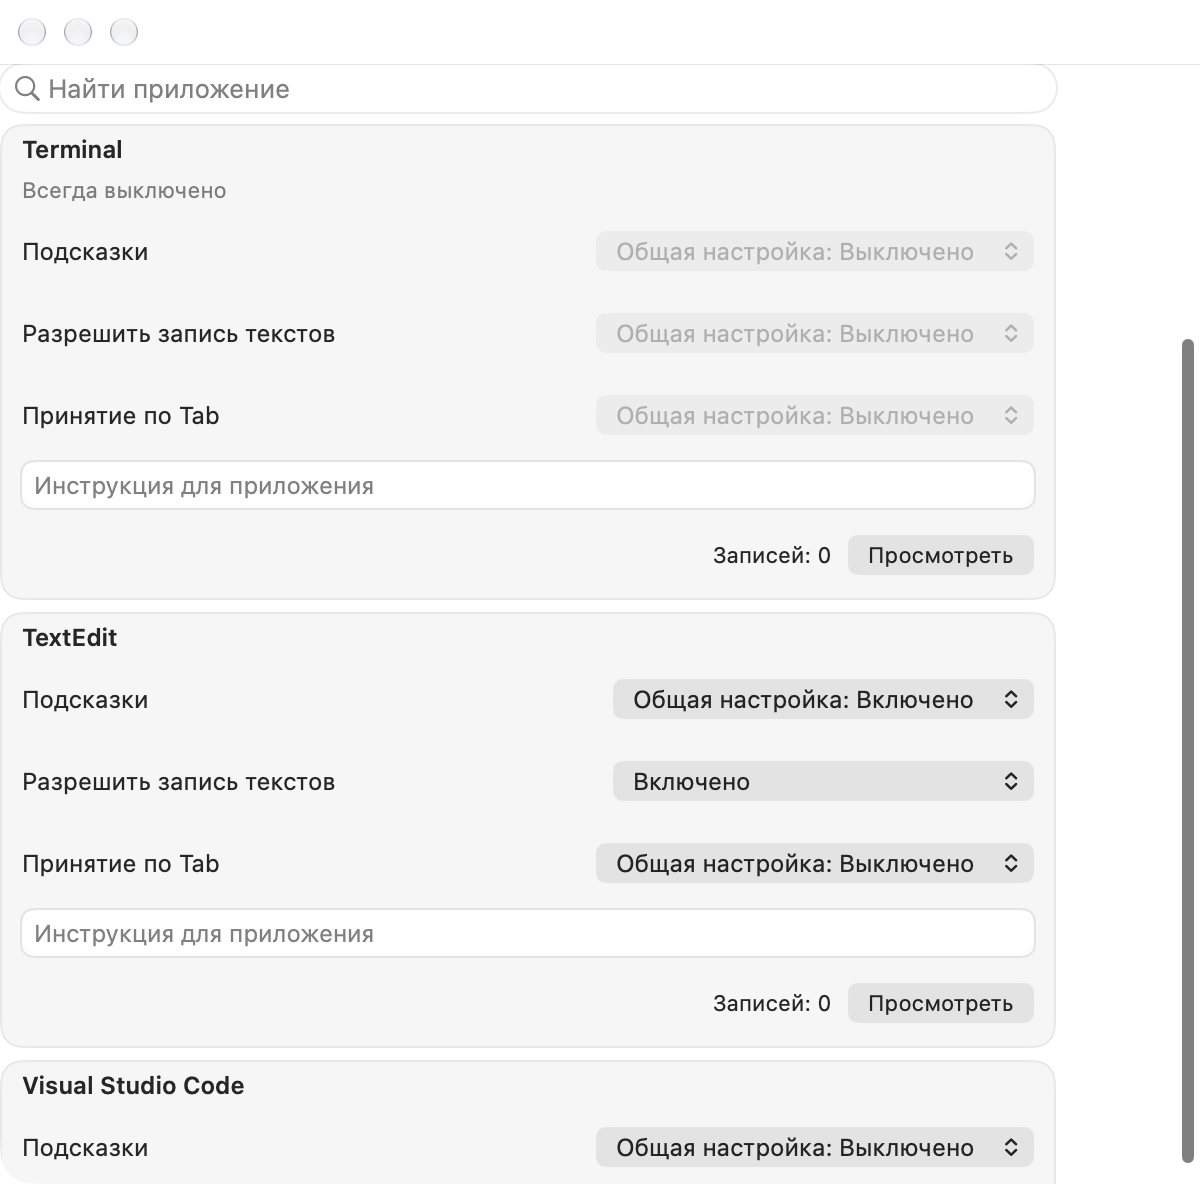 Найти приложение
Terminal
Всегда выключено
Подсказки
Общая настройка: Выключено
Разрешить запись текстов
Общая настройка: Выключено
Принятие по Tab
Общая настройка: Выключено
Инструкция для приложения
Записей: 0
Просмотреть
TextEdit
Подсказки
Общая настройка: Включено
Разрешить запись текстов
Включено
Принятие по Tab
Общая настройка: Выключено
Инструкция для приложения
Записей: 0
Просмотреть
Visual Studio Code
Подсказки
Общая настройка: Выключено